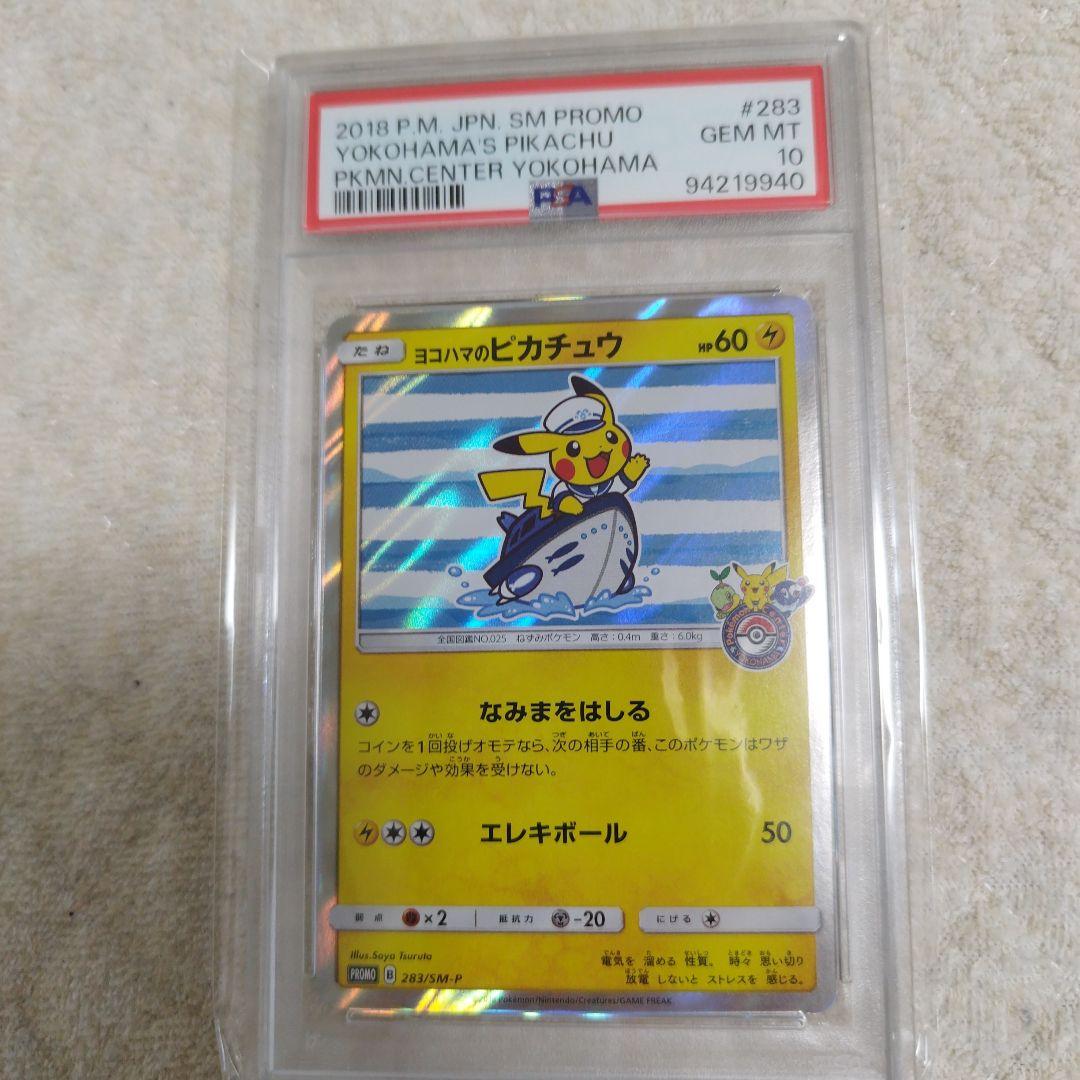 2018 P.M. JPN. SM PROMO #283
YOKOHAMA'S PIKACHU GEM MT
PKMN.CENTER YOKOHAMA 10
94219940
PSA
たね ヨコハマのピカチュウ HP60
Pokémon Center
YOKOHAMA
全国図鑑NO.025 ねずみポケモン 高さ:0.4m 重さ:6.0kg
なみまをはしる
コインを1回投げオモテなら、次の相手の番、このポケモンはワザ
のダメージや効果を受けない。
エレキボール 50
弱点 ×2 抵抗力 -20 にげる
Illus.Saya Tsuruta
PROMO B 283/SM-P
電気を 溜める 性質。 時々 思い切り
放電 しないと ストレスを 感じる。
©2018 Pokémon/Nintendo/Creatures/GAME FREAK